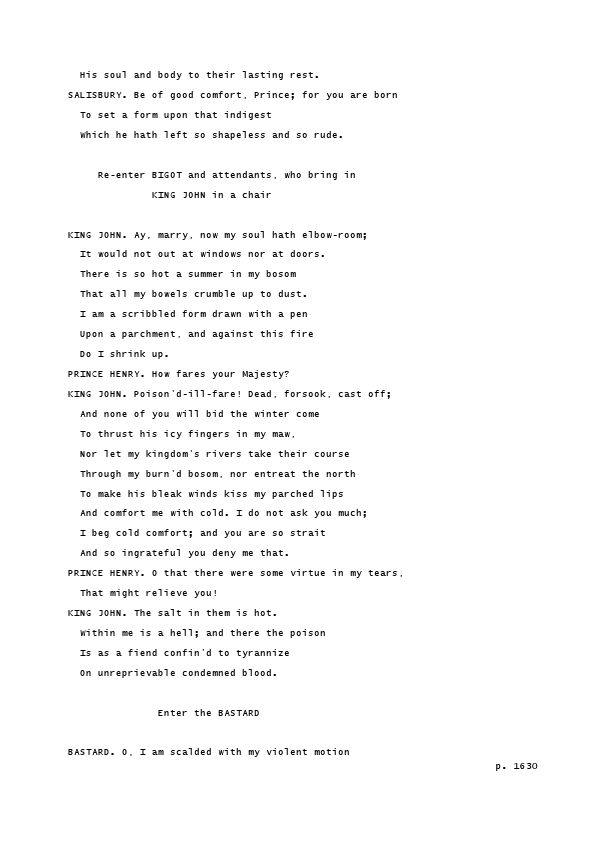 His soul and body to their lasting rest.
SALISBURY. Be of good comfort, Prince; for you are born
To set a form upon that indigest
Which he hath left so shapeless and so rude.
Re-enter BIGOT and attendants, who bring in
KING JOHN in a chair
KING JOHN. Ay, marry, now my soul hath elbow-room;
It would not out at windows nor at doors.
There is so hot a summer in my bosom
That all my bowels crumble up to dust.
I am a scribbled form drawn with a pen
Upon a parchment, and against this fire
Do I shrink up.
PRINCE HENRY. How fares your Majesty?
KING JOHN. Poison'd-ill-fare! Dead, forsook, cast off;
And none of you will bid the winter come
To thrust his icy fingers in my maw,
Nor let my kingdom's rivers take their course
Through my burn'd bosom, nor entreat the north
To make his bleak winds kiss my parched lips
And comfort me with cold. I do not ask you much;
I beg cold comfort; and you are so strait
And so ingrateful you deny me that.
PRINCE HENRY. O that there were some virtue in my tears,
That might relieve you!
KING JOHN. The salt in them is hot.
Within me is a hell; and there the poison
Is as a fiend confin'd to tyrannize
On unreprievable condemned blood.
Enter the BASTARD
BASTARD. O, I am scalded with my violent motion
p. 1630